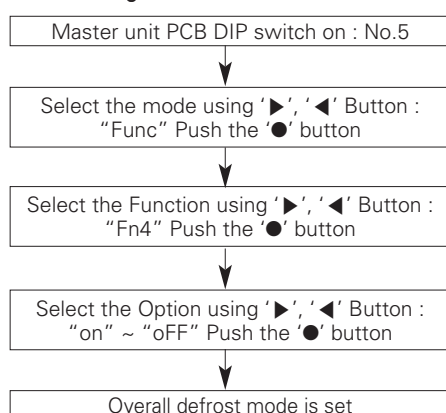 Master unit PCB DIP switch on : No.5
Select the mode using ‘▶’, ‘◀’ Button :
“Func” Push the ‘●’ button
Select the Function using ‘▶’, ‘◀’ Button :
“Fn4” Push the ‘●’ button
Select the Option using ‘▶’, ‘◀’ Button :
“on” ~ “oFF” Push the ‘●’ button
Overall defrost mode is set